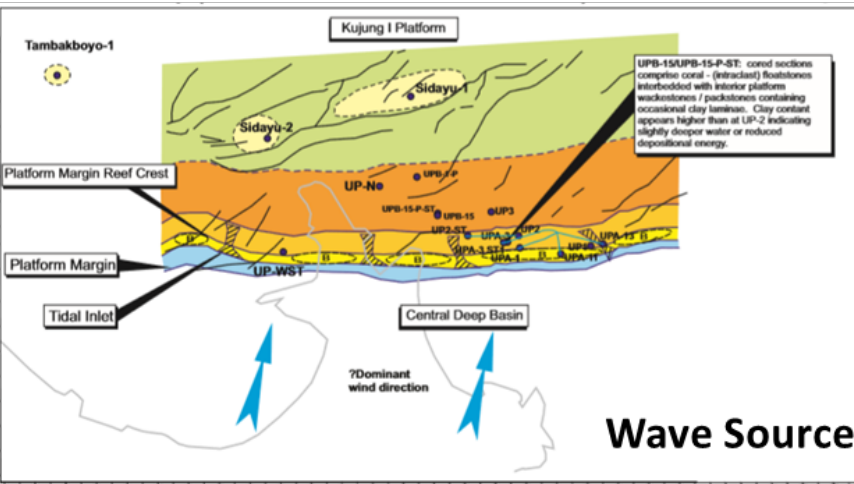 Kujung I Platform
Tambakboyo-1
UPB-15/UPB-15-P-ST: cored sections
comprise coral - (intraclast) floatstones
interbedded with interior platform
wackestones / packstones containing
occasional clay laminae. Clay contant
appears higher than at UP-2 indicating
slightly deeper water or reduced
depositional energy.
Sidayu-1
Sidayu-2
Platform Margin Reef Crest
UPB-1-P
UP-N
UPB-15-P-ST
UPB-15
UP3
UP2-ST
UPA-3
UP2
UPA-13
UPA-3 ST1
UPA-1
UPA-11
B
B
B
B
B
Platform Margin
UP-WST
Tidal Inlet
Central Deep Basin
?Dominant
wind direction
Wave Source